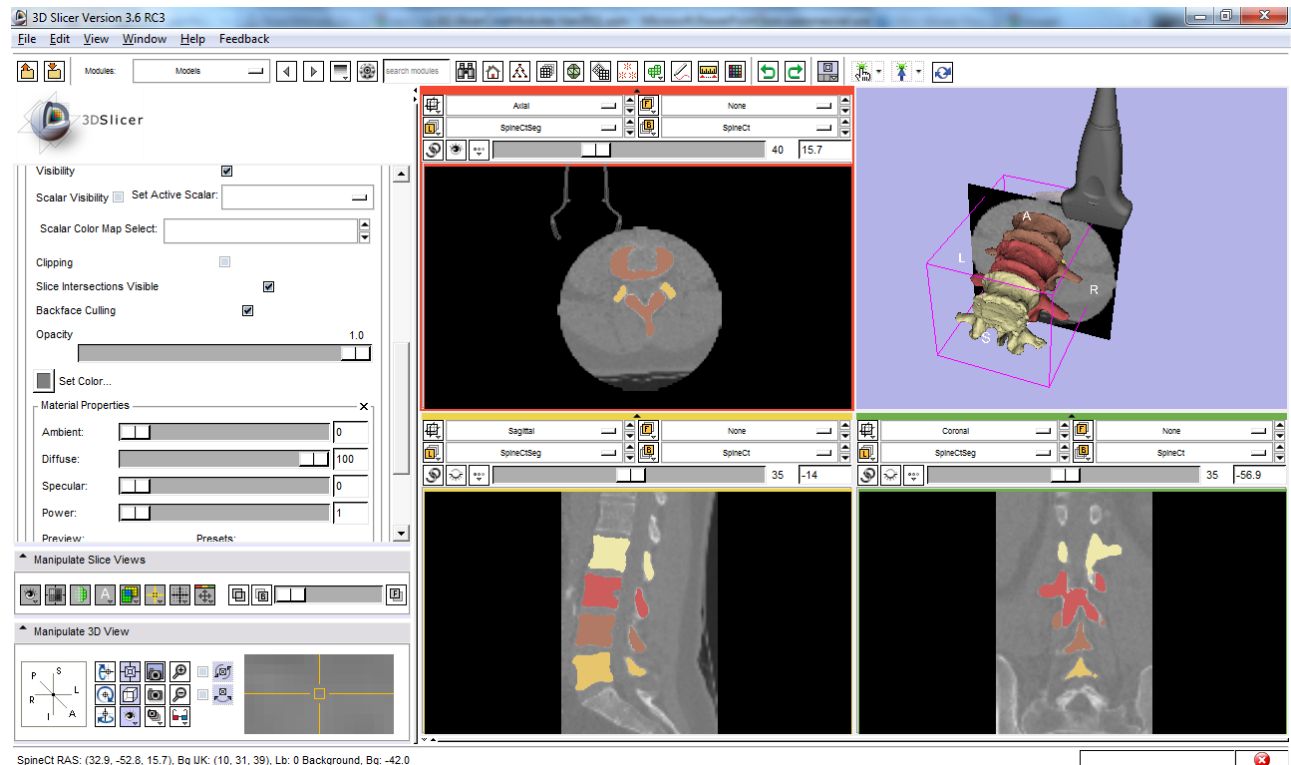 3D Slicer Version 3.6 RC3
File Edit View Window Help Feedback
Modules: Models search modules
3DSlicer
Visibility
Scalar Visibility Set Active Scalar:
Scalar Color Map Select:
Clipping
Slice Intersections Visible
Backface Culling
Opacity
1.0
Set Color...
Material Properties
Ambient: 0
Diffuse: 100
Specular: 0
Power: 1
Preview: Presets:
Manipulate Slice Views
Manipulate 3D View
P S
R L
I A
Axial F None
L SpineCtSeg B SpineCt
40 15.7
A
L
R
S
Sagittal F None
L SpineCtSeg B SpineCt
35 -14
Coronal F None
L SpineCtSeg B SpineCt
35 -56.9
SpineCt RAS: (32.9, -52.8, 15.7), Bg IJK: (10, 31, 39), Lb: 0 Background, Bg: -42.0